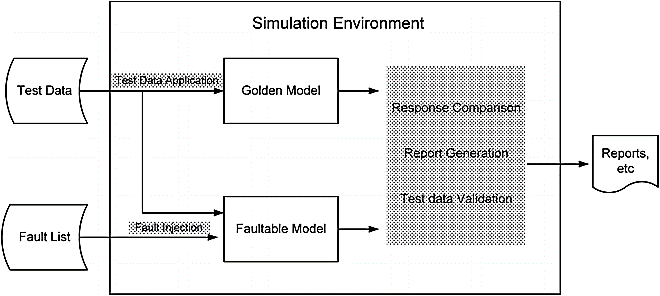 Simulation Environment
Test Data
Test Data Application
Golden Model
Response Comparison
Report Generation
Test data Validation
Reports,
etc
Fault List
Fault Injection
Faultable Model